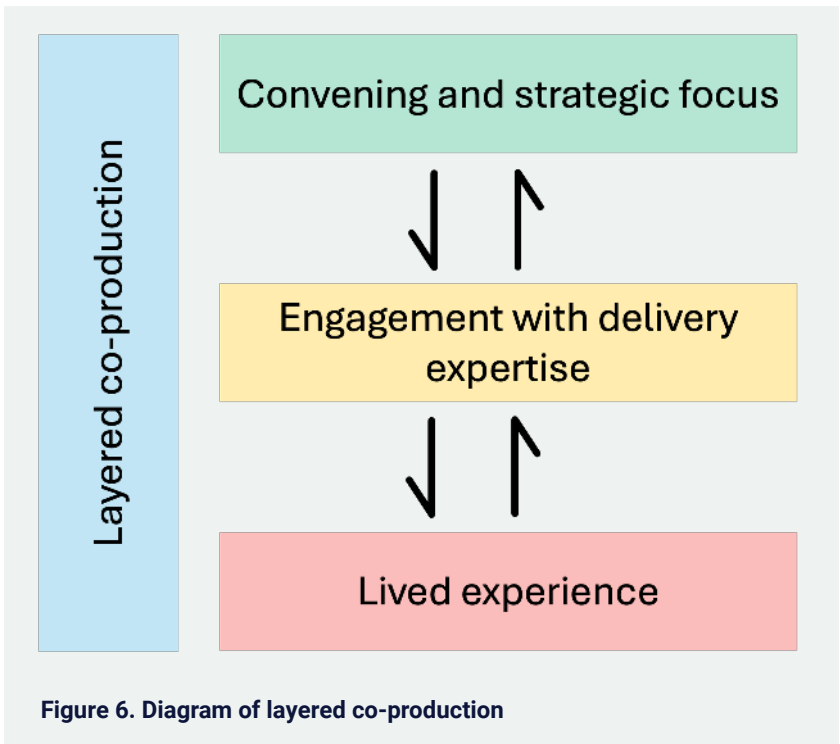 Layered co-production
Convening and strategic focus
Engagement with delivery
expertise
Lived experience
Figure 6. Diagram of layered co-production